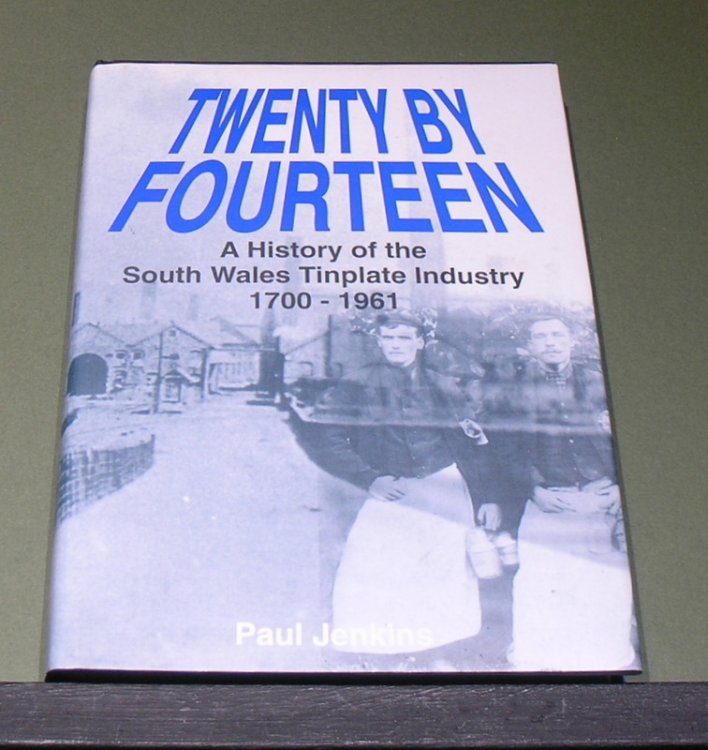 TWENTY BY
FOURTEEN
A History of the
South Wales Tinplate Industry
1700 - 1961
Paul Jenkins